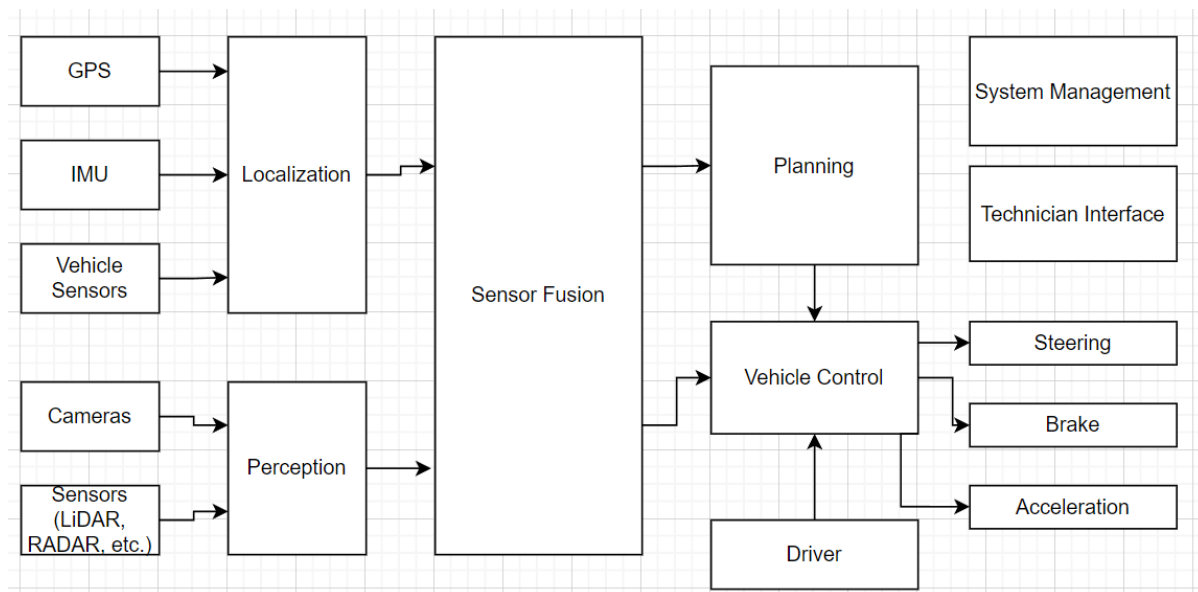 GPS
IMU
Vehicle
Sensors
Cameras
Sensors
(LiDAR,
RADAR, etc.)
Localization
Perception
Sensor Fusion
Planning
Vehicle Control
Driver
System Management
Technician Interface
Steering
Brake
Acceleration